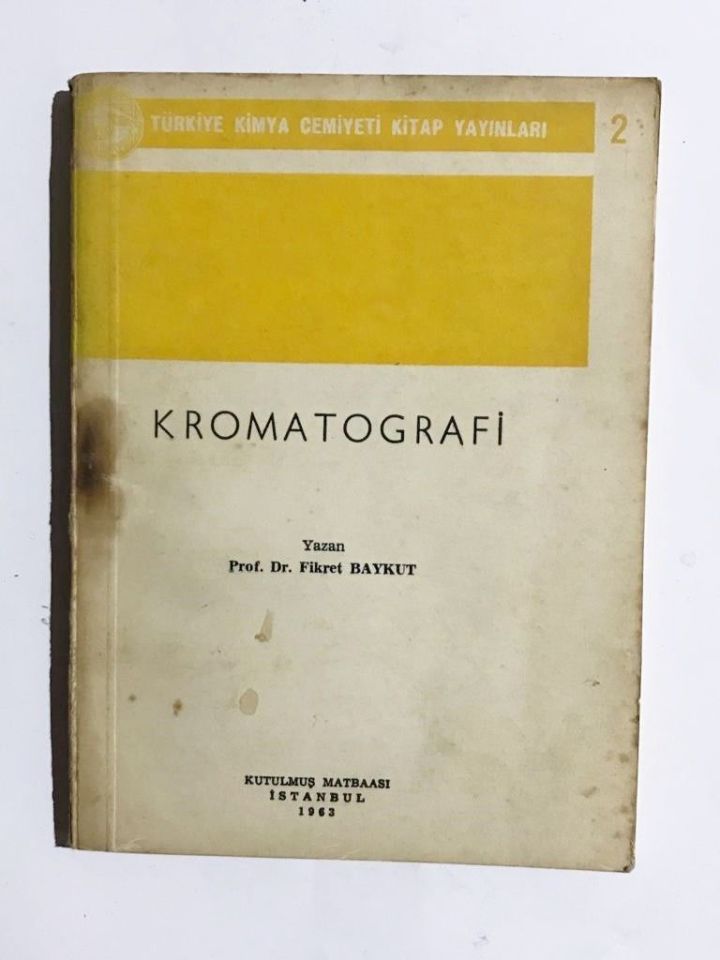 TÜRKİYE KİMYA CEMİYETİ KİTAP YAYINLARI 2
KROMATOGRAFİ
Yazan
Prof. Dr. Fikret BAYKUT
KUTULMUŞ MATBAASI
İSTANBUL
1963